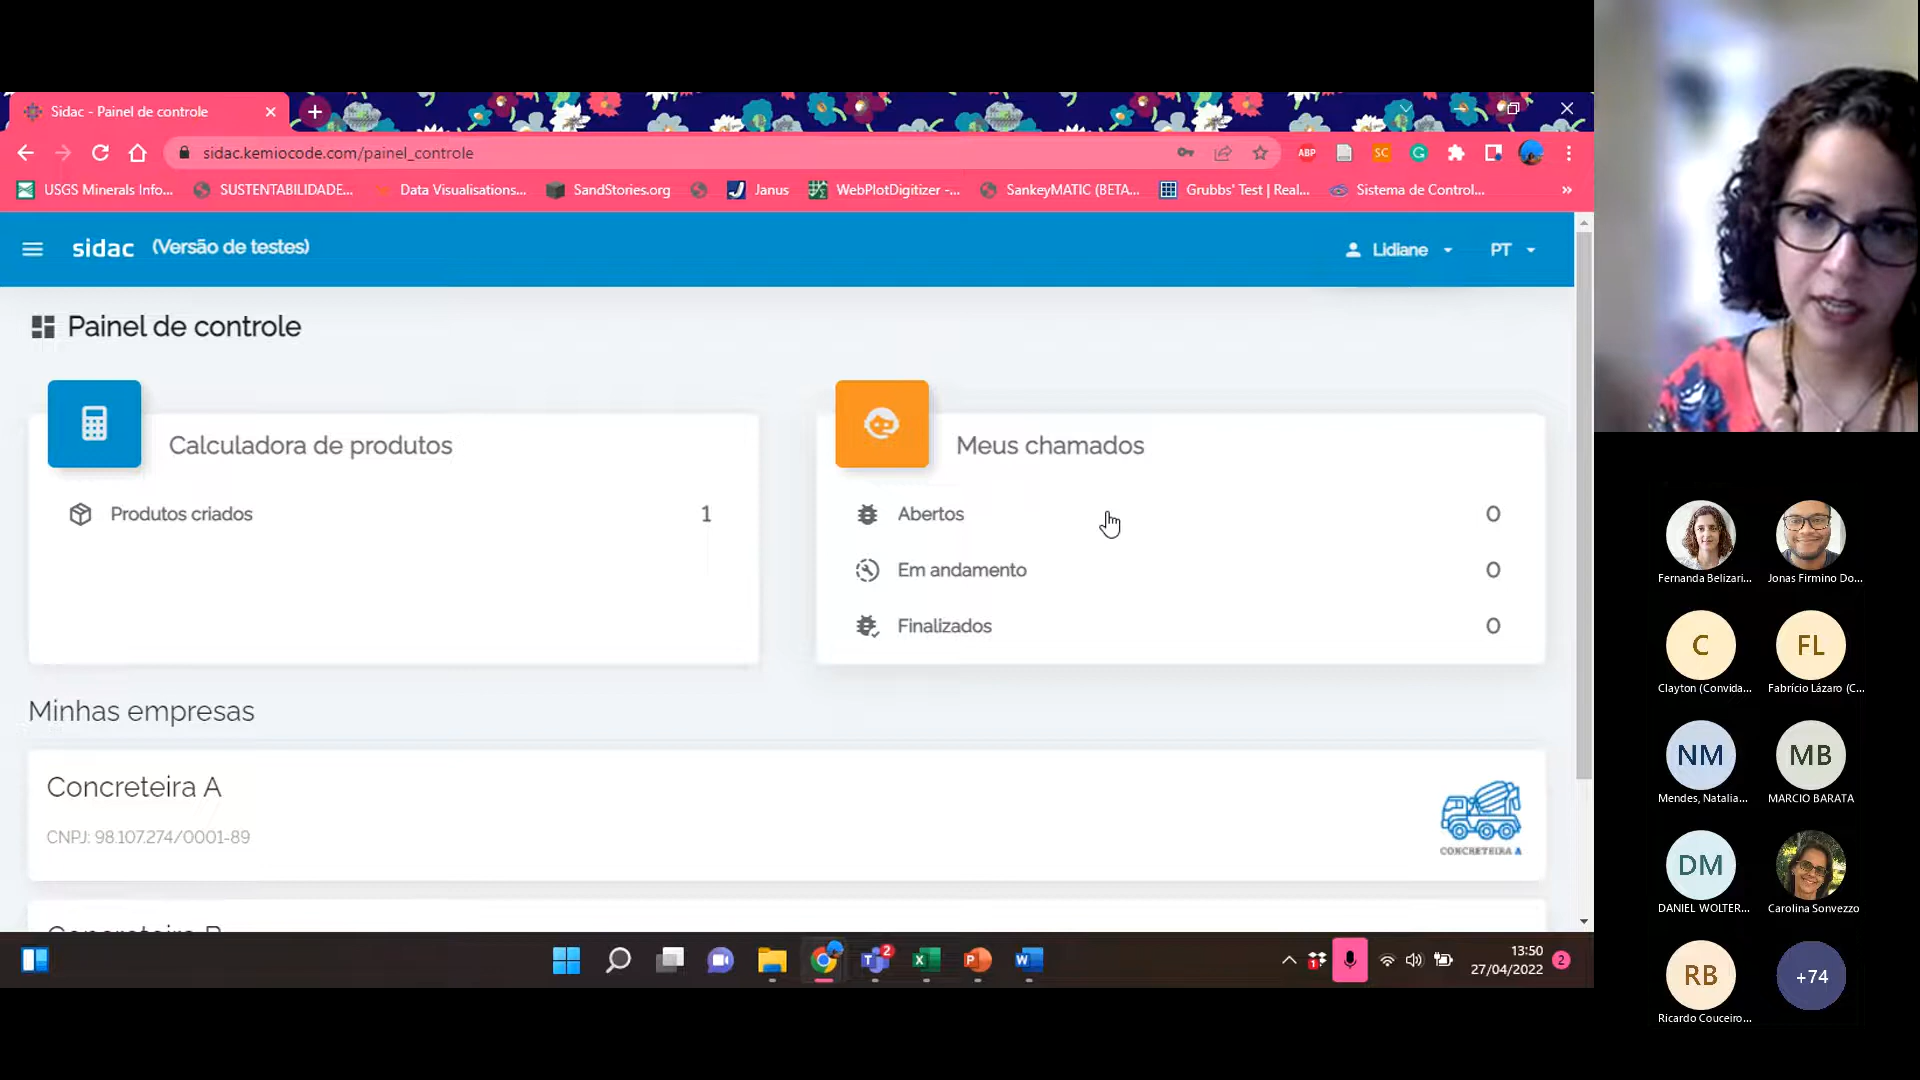 Sidac - Painel de controle
sidac.kemiocode.com/painel_controle
ABP
SC
USGS Minerals Info...
SUSTENTABILIDADE...
Data Visualisations...
SandStories.org
Janus
WebPlotDigitizer -...
SankeyMATIC (BETA...
Grubbs' Test | Real...
Sistema de Control...
»
sidac (Versão de testes)
Lidiane
PT
Painel de controle
Calculadora de produtos
Produtos criados 1
Meus chamados
Abertos 0
Em andamento 0
Finalizados 0
Minhas empresas
Concreteira A
CNPJ: 98.107.274/0001-89
CONCRETEIRA A
Concreteira B
13:50
27/04/2022
2
Fernanda Belizari...
Jonas Firmino Do...
C
Clayton (Convida...
FL
Fabrício Lázaro (C...
NM
Mendes, Natalia...
MB
MARCIO BARATA
DM
DANIEL WOLTER...
Carolina Sonvezzo
RB
Ricardo Couceiro...
+74